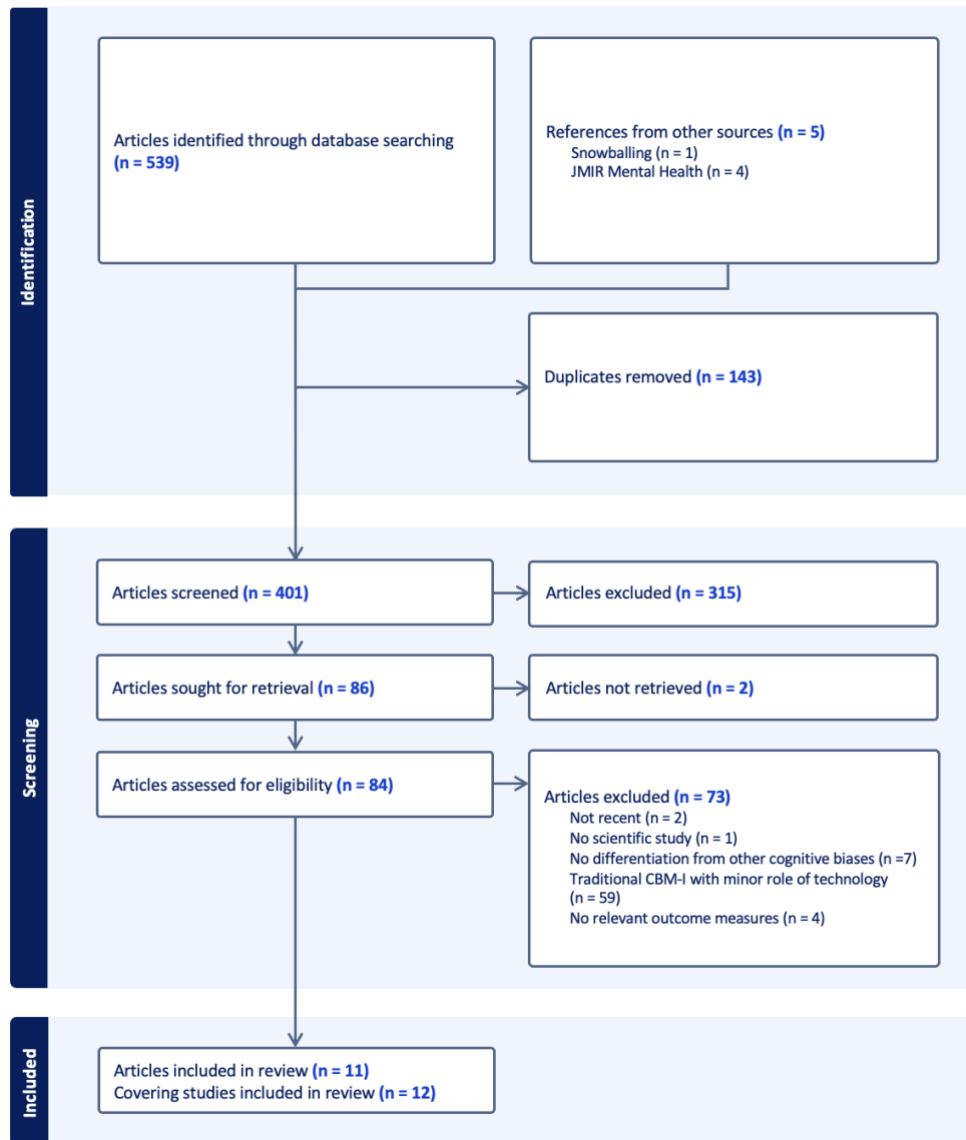 Identification
Articles identified through database searching
(n = 539)
References from other sources (n = 5)
Snowballing (n = 1)
JMIR Mental Health (n = 4)
Duplicates removed (n = 143)
Screening
Articles screened (n = 401)
Articles excluded (n = 315)
Articles sought for retrieval (n = 86)
Articles not retrieved (n = 2)
Articles assessed for eligibility (n = 84)
Articles excluded (n = 73)
Not recent (n = 2)
No scientific study (n = 1)
No differentiation from other cognitive biases (n =7)
Traditional CBM-I with minor role of technology
(n = 59)
No relevant outcome measures (n = 4)
Included
Articles included in review (n = 11)
Covering studies included in review (n = 12)